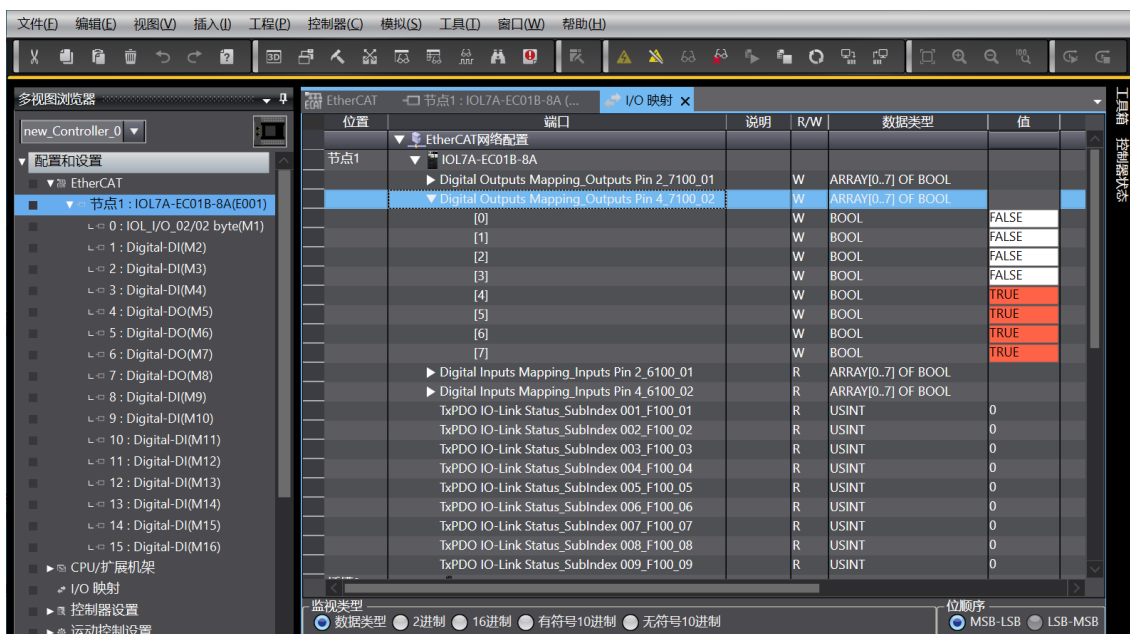 文件(F) 编辑(E) 视图(V) 插入(I) 工程(P) 控制器(C) 模拟(S) 工具(T) 窗口(W) 帮助(H)
多视图浏览器
new_Controller_0
配置和设置
EtherCAT
节点1 : IOL7A-EC01B-8A(E001)
0 : IOL_I/O_02/02 byte(M1)
1 : Digital-DI(M2)
2 : Digital-DI(M3)
3 : Digital-DI(M4)
4 : Digital-DO(M5)
5 : Digital-DO(M6)
6 : Digital-DO(M7)
7 : Digital-DO(M8)
8 : Digital-DI(M9)
9 : Digital-DI(M10)
10 : Digital-DI(M11)
11 : Digital-DI(M12)
12 : Digital-DI(M13)
13 : Digital-DI(M14)
14 : Digital-DI(M15)
15 : Digital-DI(M16)
CPU/扩展机架
I/O 映射
控制器设置
运动控制设置
EtherCAT 节点1 : IOL7A-EC01B-8A (... I/O 映射
位置 端口 说明 R/W 数据类型 值
EtherCAT网络配置
节点1 IOL7A-EC01B-8A
Digital Outputs Mapping_Outputs Pin 2_7100_01 W ARRAY[0..7] OF BOOL
Digital Outputs Mapping_Outputs Pin 4_7100_02 W ARRAY[0..7] OF BOOL
[0] W BOOL FALSE
[1] W BOOL FALSE
[2] W BOOL FALSE
[3] W BOOL FALSE
[4] W BOOL TRUE
[5] W BOOL TRUE
[6] W BOOL TRUE
[7] W BOOL TRUE
Digital Inputs Mapping_Inputs Pin 2_6100_01 R ARRAY[0..7] OF BOOL
Digital Inputs Mapping_Inputs Pin 4_6100_02 R ARRAY[0..7] OF BOOL
TxPDO IO-Link Status_SubIndex 001_F100_01 R USINT 0
TxPDO IO-Link Status_SubIndex 002_F100_02 R USINT 0
TxPDO IO-Link Status_SubIndex 003_F100_03 R USINT 0
TxPDO IO-Link Status_SubIndex 004_F100_04 R USINT 0
TxPDO IO-Link Status_SubIndex 005_F100_05 R USINT 0
TxPDO IO-Link Status_SubIndex 006_F100_06 R USINT 0
TxPDO IO-Link Status_SubIndex 007_F100_07 R USINT 0
TxPDO IO-Link Status_SubIndex 008_F100_08 R USINT 0
TxPDO IO-Link Status_SubIndex 009_F100_09 R USINT 0
监视类型
数据类型 2进制 16进制 有符号10进制 无符号10进制
位顺序
MSB-LSB LSB-MSB
工具箱
控制器状态